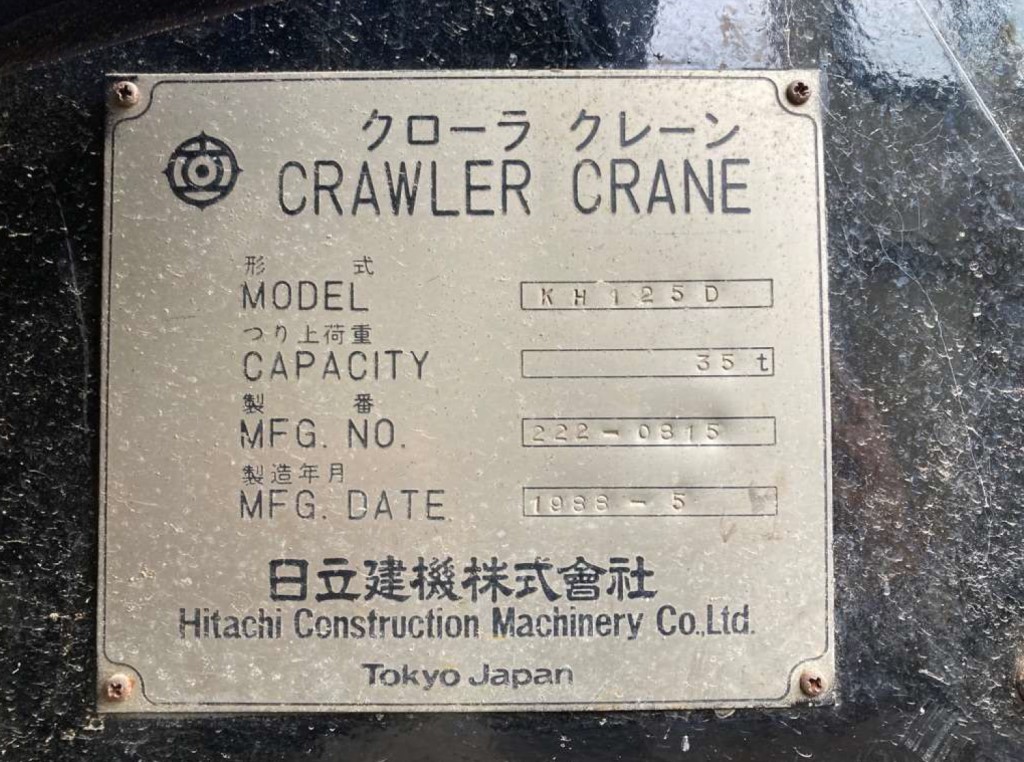 クローラ クレーン
CRAWLER CRANE
形 式
MODEL KH125D
つり上荷重
CAPACITY 35 t
製 番
MFG. NO. 222-0815
製造年月
MFG. DATE 1988 - 5
日立建機株式會社
Hitachi Construction Machinery Co.,Ltd.
Tokyo Japan